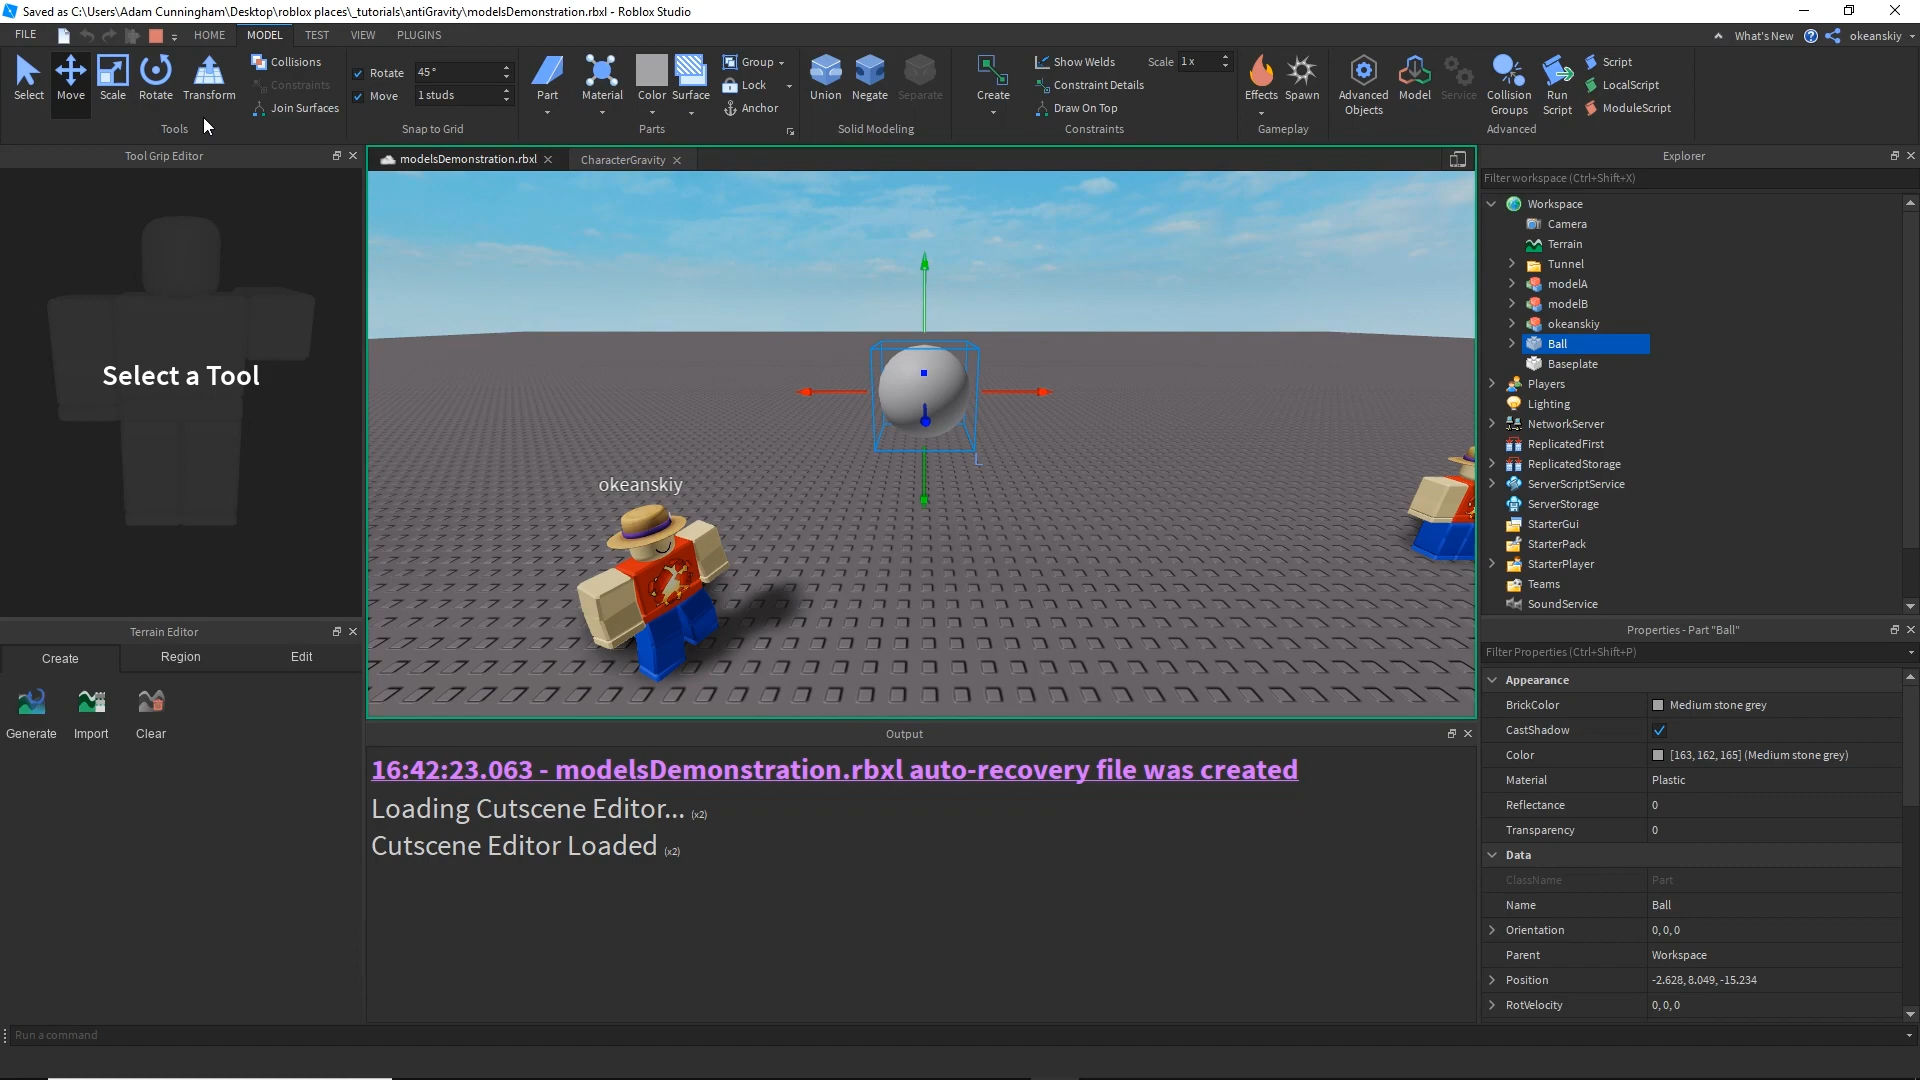 Saved as C:\Users\Adam Cunningham\Desktop\roblox places\_tutorials\antiGravity\modelsDemonstration.rbxl - Roblox Studio
FILE HOME MODEL TEST VIEW PLUGINS What's New okeanskiy
Select Move Scale Rotate Transform
Collisions
Constraints
Join Surfaces
Tools
Rotate 45°
Move 1 studs
Snap to Grid
Part Material Color Surface
Group
Lock
Anchor
Parts
Union Negate Separate
Solid Modeling
Create
Show Welds
Constraint Details
Draw On Top
Scale 1x
Constraints
Effects Spawn
Gameplay
Advanced Objects
Model
Service
Collision Groups
Run Script
Script
LocalScript
ModuleScript
Advanced
Tool Grip Editor
Select a Tool
Terrain Editor
Create Region Edit
Generate Import Clear
modelsDemonstration.rbxl CharacterGravity
okeanskiy
Output
16:42:23.063 - modelsDemonstration.rbxl auto-recovery file was created
Loading Cutscene Editor... (x2)
Cutscene Editor Loaded (x2)
Explorer
Filter workspace (Ctrl+Shift+X)
Workspace
Camera
Terrain
Tunnel
modelA
modelB
okeanskiy
Ball
Baseplate
Players
Lighting
NetworkServer
ReplicatedFirst
ReplicatedStorage
ServerScriptService
ServerStorage
StarterGui
StarterPack
StarterPlayer
Teams
SoundService
Properties - Part "Ball"
Filter Properties (Ctrl+Shift+P)
Appearance
BrickColor Medium stone grey
CastShadow
Color [163, 162, 165] (Medium stone grey)
Material Plastic
Reflectance 0
Transparency 0
Data
ClassName Part
Name Ball
Orientation 0, 0, 0
Parent Workspace
Position -2.628, 8.049, -15.234
RotVelocity 0, 0, 0
Run a command